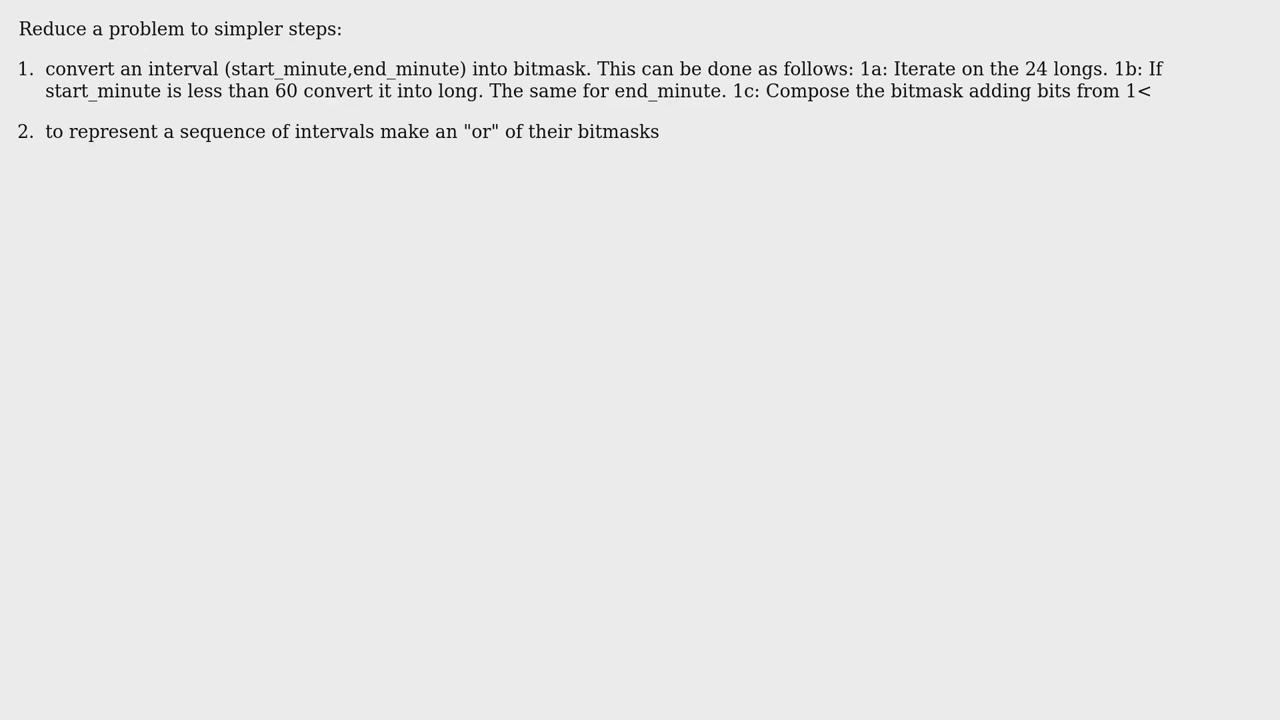 Reduce a problem to simpler steps:
1. convert an interval (start_minute,end_minute) into bitmask. This can be done as follows: 1a: Iterate on the 24 longs. 1b: If
start_minute is less than 60 convert it into long. The same for end_minute. 1c: Compose the bitmask adding bits from 1<
2. to represent a sequence of intervals make an "or" of their bitmasks